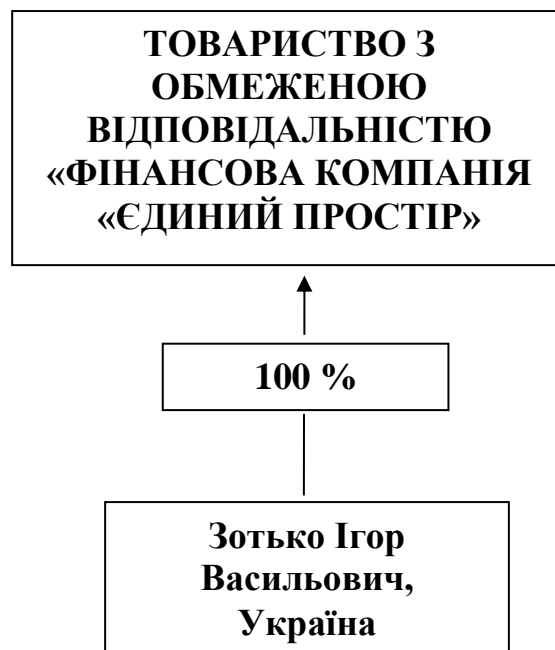 ТОВАРИСТВО З
ОБМЕЖЕНОЮ
ВІДПОВІДАЛЬНІСТЮ
«ФІНАНСОВА КОМПАНІЯ
«ЄДИНИЙ ПРОСТІР»
100 %
Зотько Ігор
Васильович,
Україна